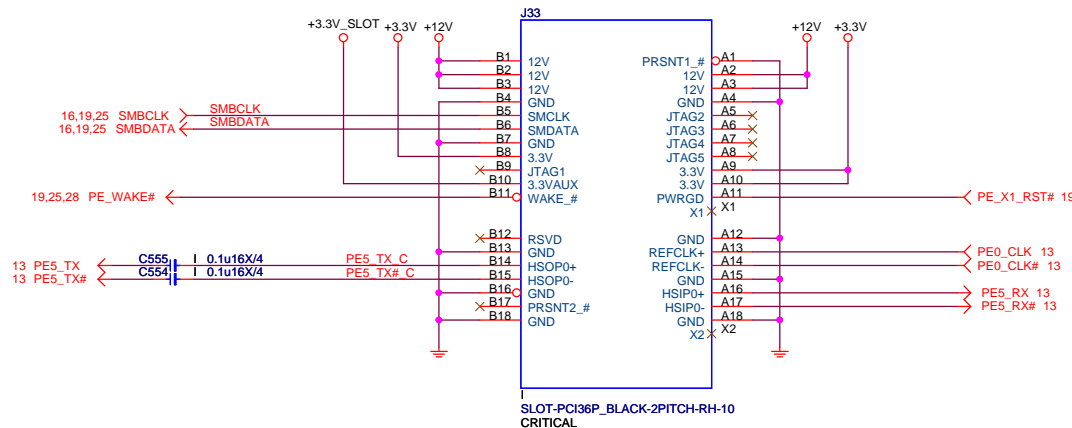 J33
+3.3V_SLOT +3.3V +12V
+12V +3.3V
B1 12V PRSNT1_# A1
B2 12V 12V A2
B3 12V 12V A3
B4 GND GND A4
16,19,25 SMBCLK SMBCLK B5 SMCLK JTAG2 A5
16,19,25 SMBDATA SMBDATA B6 SMDATA JTAG3 A6
B7 GND JTAG4 A7
B8 3.3V JTAG5 A8
B9 JTAG1 3.3V A9
B10 3.3VAUX 3.3V A10
19,25,28 PE_WAKE# B11 WAKE_# PWRGD A11 PE_X1_RST# 19
X1 X1
B12 RSVD GND A12
B13 GND REFCLK+ A13 PE0_CLK 13
13 PE5_TX C555 I 0.1u16X/4 PE5_TX_C B14 HSOP0+ REFCLK- A14 PE0_CLK# 13
13 PE5_TX# C554 I 0.1u16X/4 PE5_TX#_C B15 HSOP0- GND A15
B16 GND HSIP0+ A16 PE5_RX 13
B17 PRSNT2_# HSIP0- A17 PE5_RX# 13
B18 GND GND A18
X2 X2
I
SLOT-PCI36P_BLACK-2PITCH-RH-10
CRITICAL